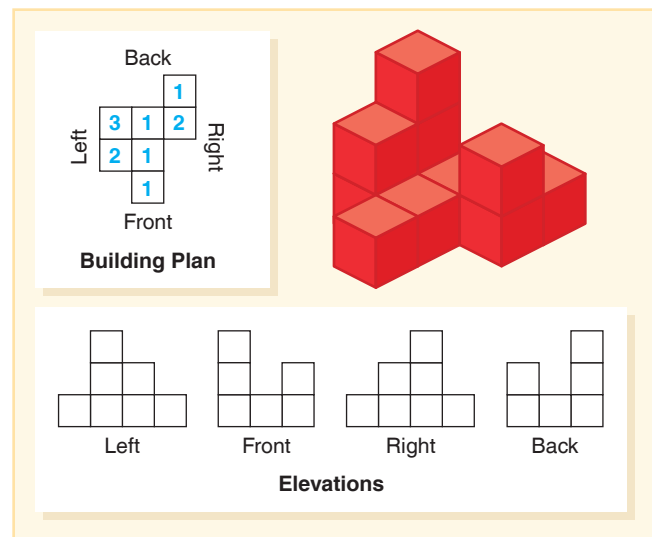 Back
1
3 1 2
Left
Right
2 1
1
Front
Building Plan
Left Front Right Back
Elevations